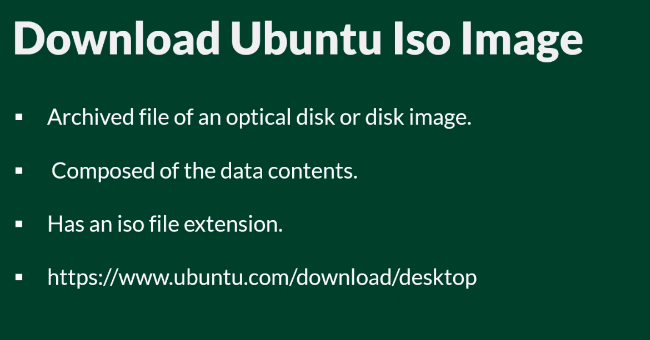 Download Ubuntu Iso Image
▪ Archived file of an optical disk or disk image.
▪ Composed of the data contents.
▪ Has an iso file extension.
▪ https://www.ubuntu.com/download/desktop